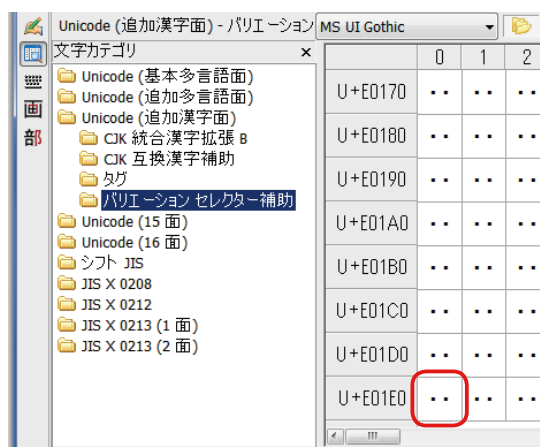 Unicode (追加漢字面) - バリエーション
MS UI Gothic
文字カテゴリ
×
Unicode (基本多言語面)
Unicode (追加多言語面)
Unicode (追加漢字面)
CJK 統合漢字拡張 B
CJK 互換漢字補助
タグ
バリエーション セレクター補助
Unicode (15 面)
Unicode (16 面)
シフト JIS
JIS X 0208
JIS X 0212
JIS X 0213 (1 面)
JIS X 0213 (2 面)
画
部
0 1 2
U+E0170 ・・ ・・ ・・
U+E0180 ・・ ・・ ・・
U+E0190 ・・ ・・ ・・
U+E01A0 ・・ ・・ ・・
U+E01B0 ・・ ・・ ・・
U+E01C0 ・・ ・・ ・・
U+E01D0 ・・ ・・ ・・
U+E01E0 ・・ ・・ ・・